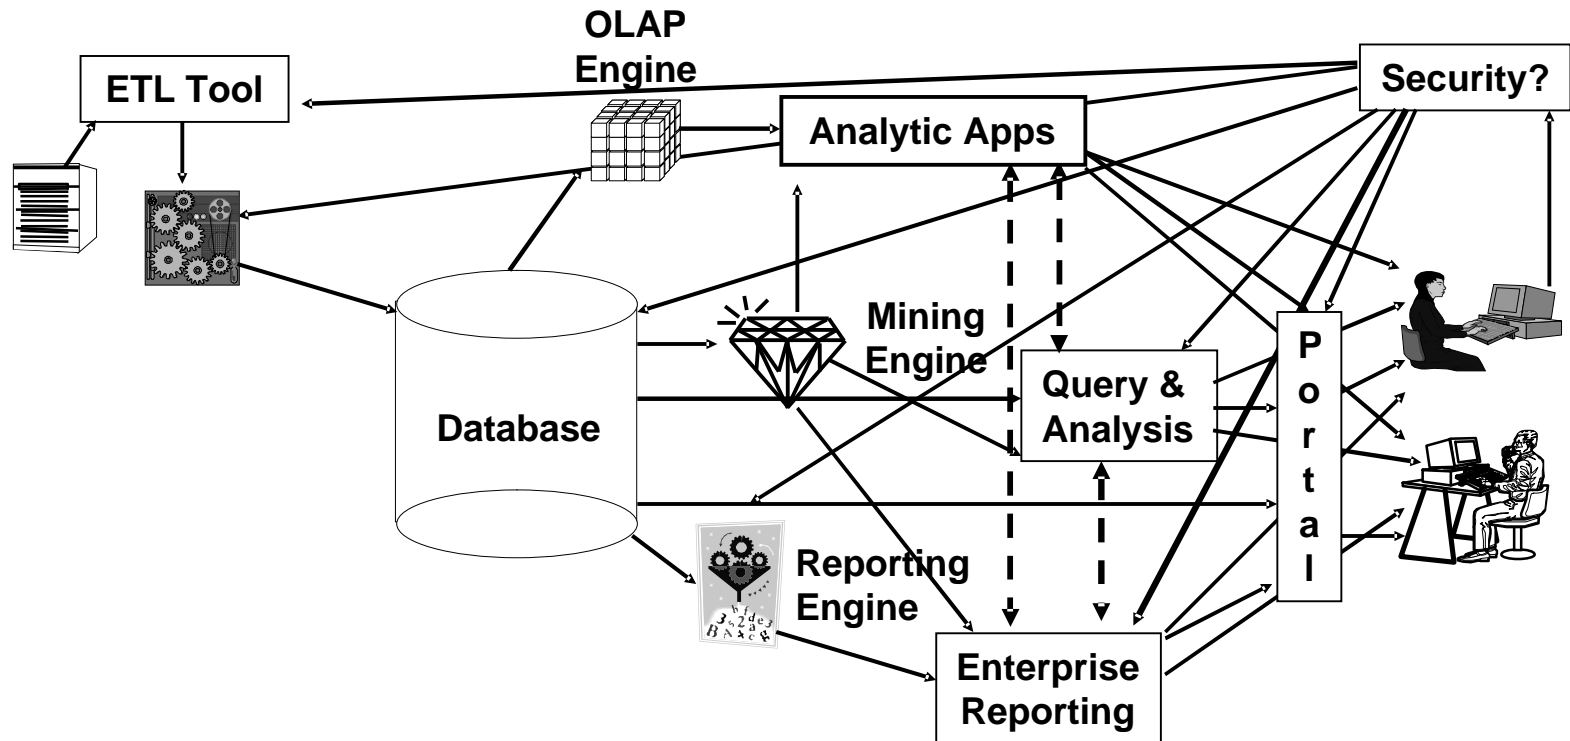 OLAP
Engine
ETL Tool
Security?
Analytic Apps
Mining
Engine
Query &
Analysis
Database
P
o
r
t
a
l
Reporting
Engine
Enterprise
Reporting